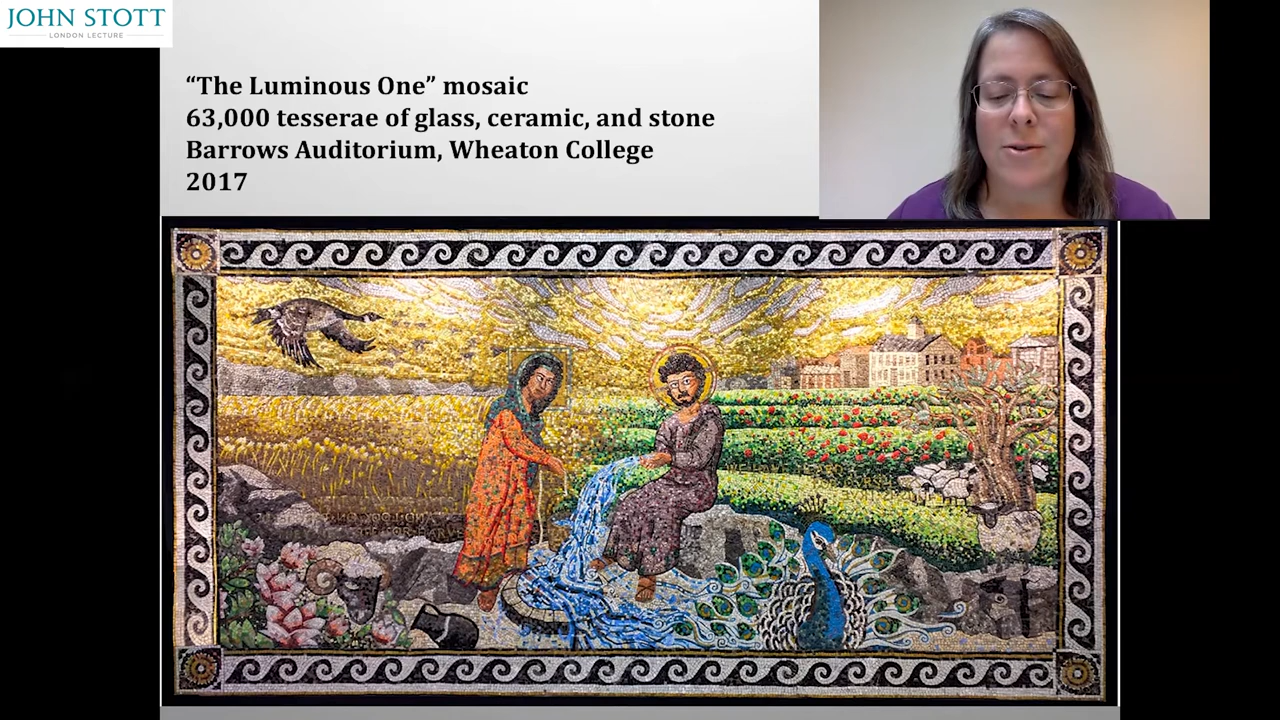 JOHN STOTT
LONDON LECTURE
“The Luminous One” mosaic
63,000 tesserae of glass, ceramic, and stone
Barrows Auditorium, Wheaton College
2017